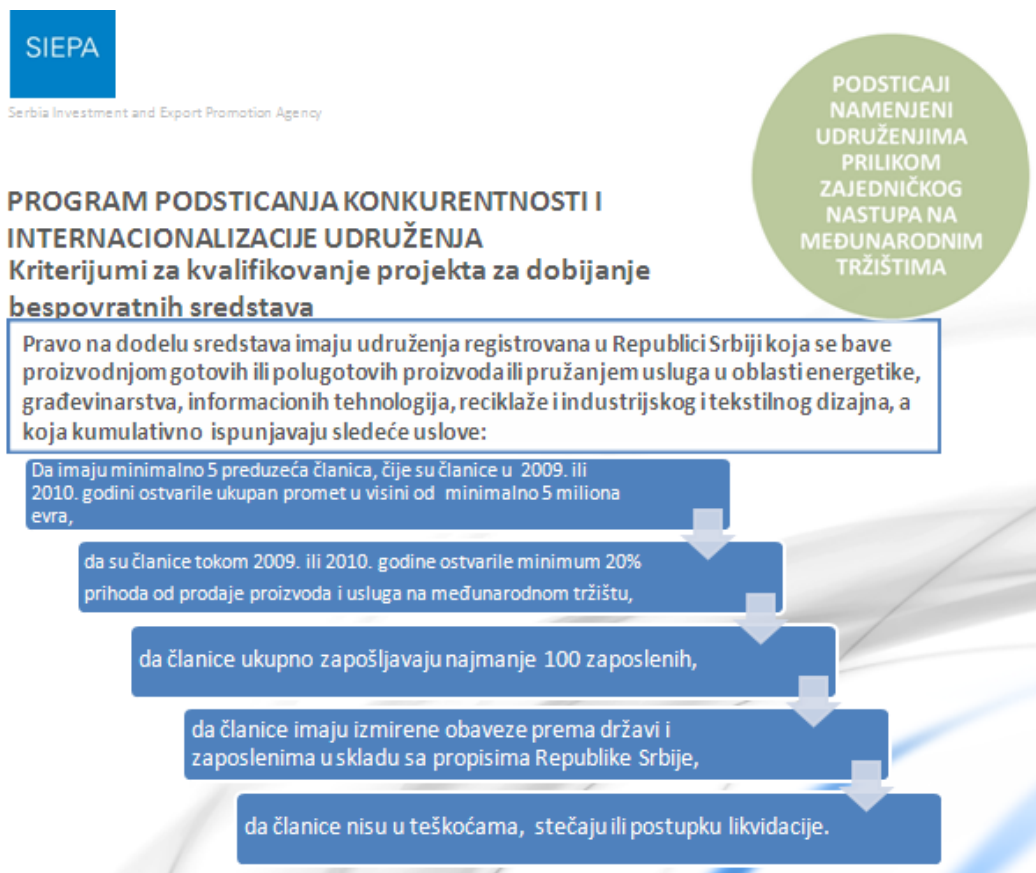 SIEPA
Serbia Investment and Export Promotion Agency
PODSTICAJI
NAMENJENI
UDRUŽENJIMA
PRILIKOM
ZAJEDNIČKOG
NASTUPA NA
MEĐUNARODNIM
TRŽIŠTIMA
PROGRAM PODSTICANJA KONKURENTNOSTI I
INTERNACIONALIZACIJE UDRUŽENJA
Kriterijumi za kvalifikovanje projekta za dobijanje
bespovratnih sredstava
Pravo na dodelu sredstava imaju udruženja registrovana u Republici Srbiji koja se bave
proizvodnjom gotovih ili polugotovih proizvoda ili pružanjem usluga u oblasti energetike,
građevinarstva, informacionih tehnologija, reciklaže i industrijskog i tekstilnog dizajna, a
koja kumulativno ispunjavaju sledeće uslove:
Da imaju minimalno 5 preduzeća članica, čije su članice u 2009. ili
2010. godini ostvarile ukupan promet u visini od minimalno 5 miliona
evra,
da su članice tokom 2009. ili 2010. godine ostvarile minimum 20%
prihoda od prodaje proizvoda i usluga na međunarodnom tržištu,
da članice ukupno zapošljavaju najmanje 100 zaposlenih,
da članice imaju izmirene obaveze prema državi i
zaposlenima u skladu sa propisima Republike Srbije,
da članice nisu u teškoćama, stečaju ili postupku likvidacije.